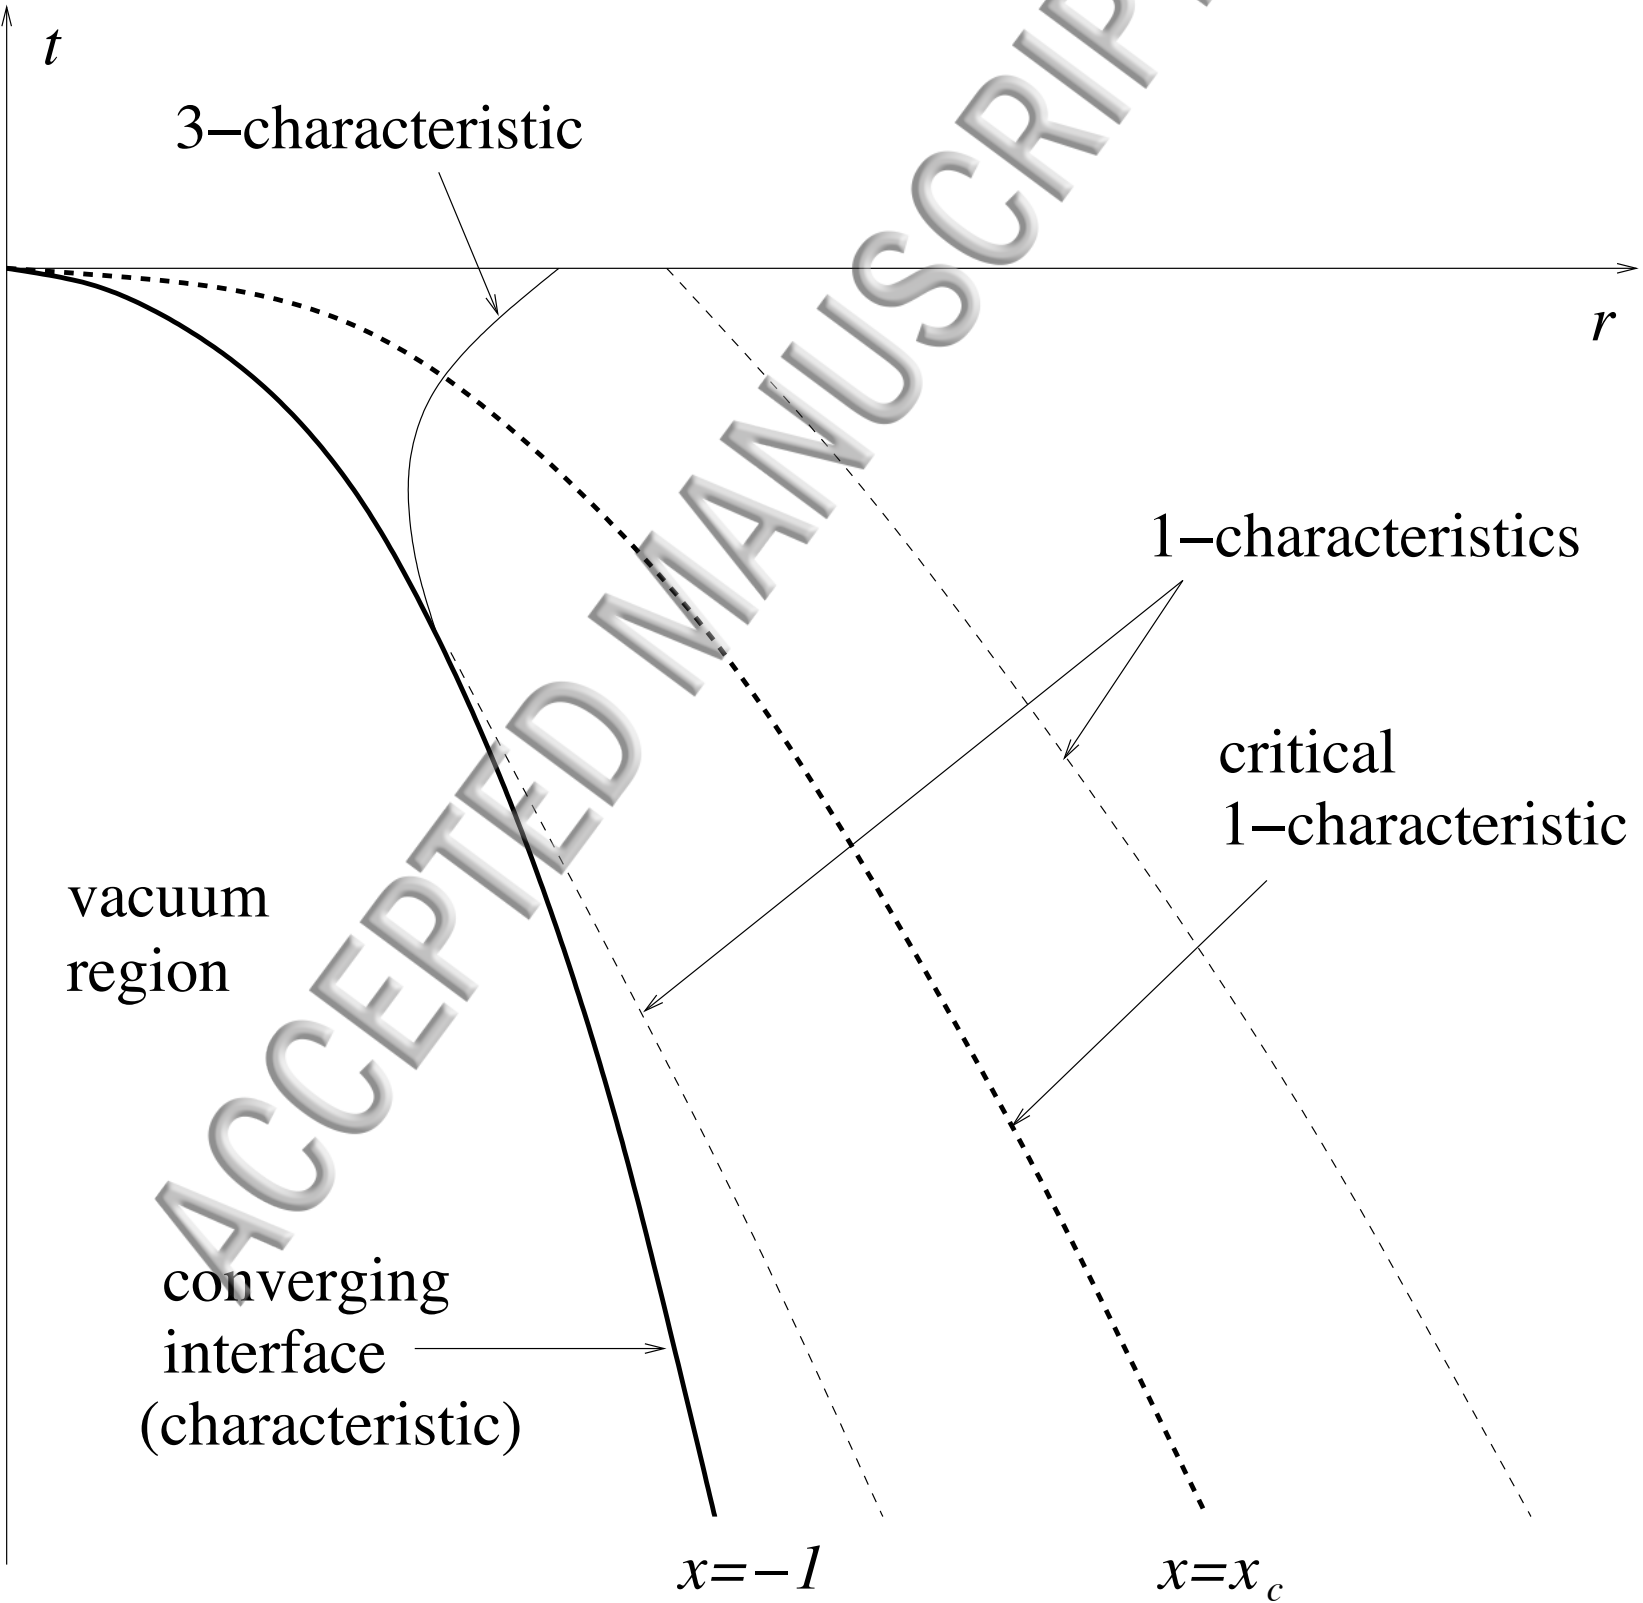 t
3−characteristic
r
1−characteristics
critical
1−characteristic
vacuum
region
converging
interface
(characteristic)
x=−1
x=x_c
ACCEPTED MANUSCRIPT